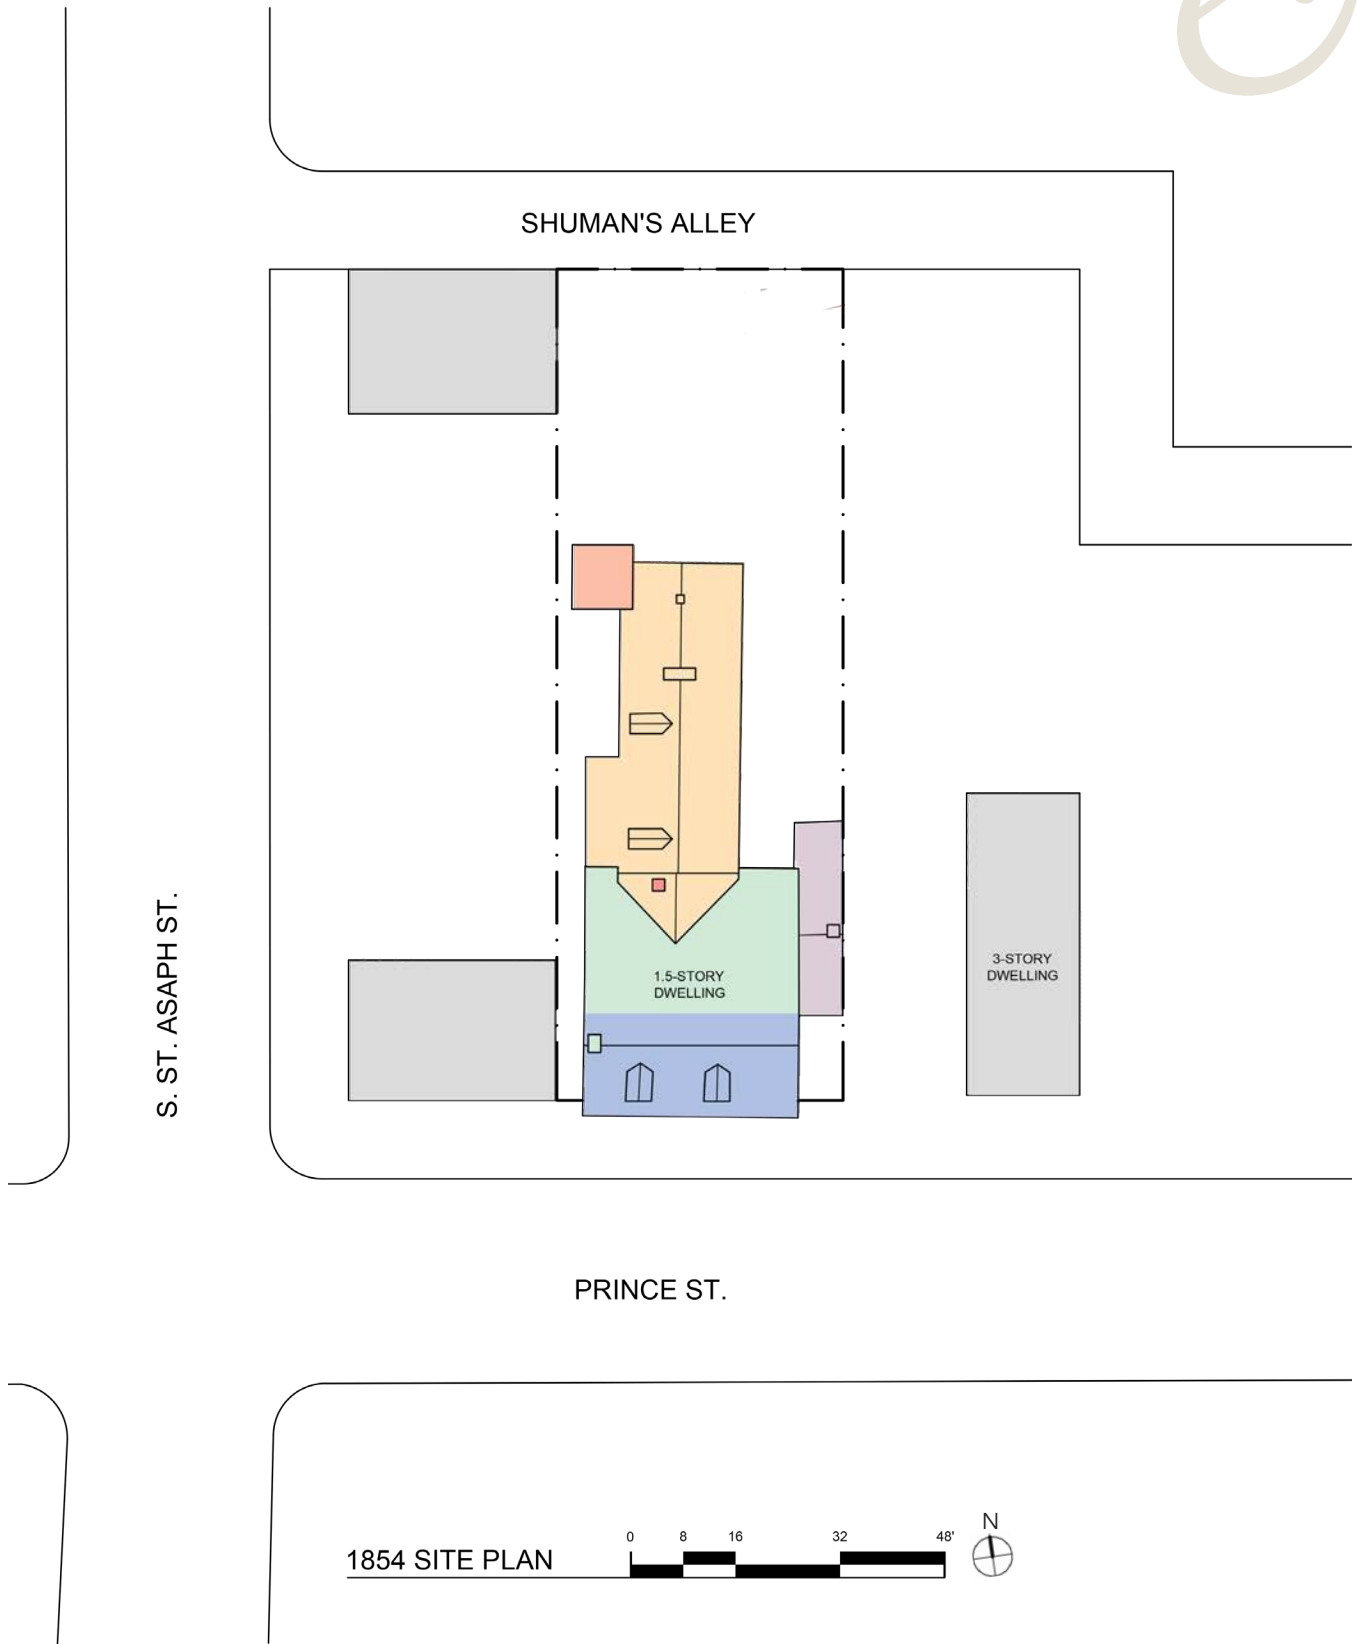 SHUMAN'S ALLEY
S. ST. ASAPH ST.
1.5-STORY
DWELLING
3-STORY
DWELLING
PRINCE ST.
1854 SITE PLAN
0 8 16 32 48'
N